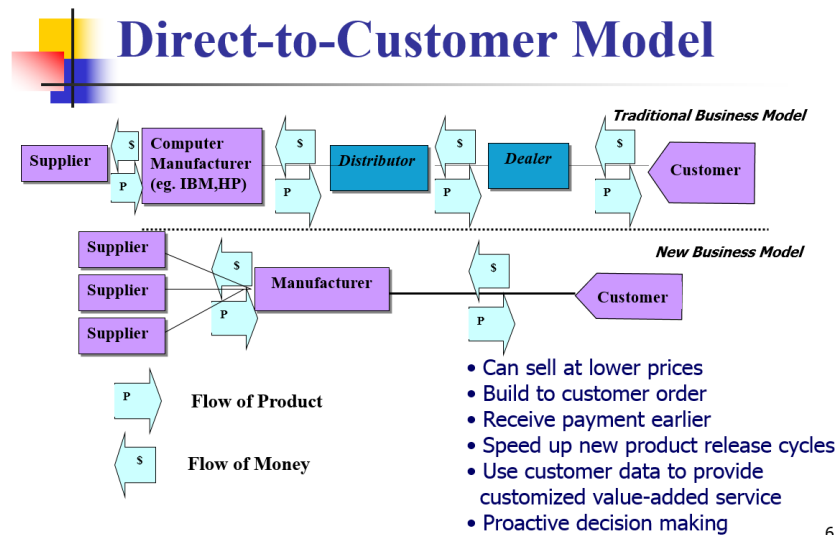 Direct-to-Customer Model
Traditional Business Model
Supplier
$
P
Computer
Manufacturer
(eg. IBM,HP)
$
P
Distributor
$
P
Dealer
$
P
Customer
New Business Model
Supplier
Supplier
Supplier
$
P
Manufacturer
$
P
Customer
P
Flow of Product
$
Flow of Money
• Can sell at lower prices
• Build to customer order
• Receive payment earlier
• Speed up new product release cycles
• Use customer data to provide
customized value-added service
• Proactive decision making
6